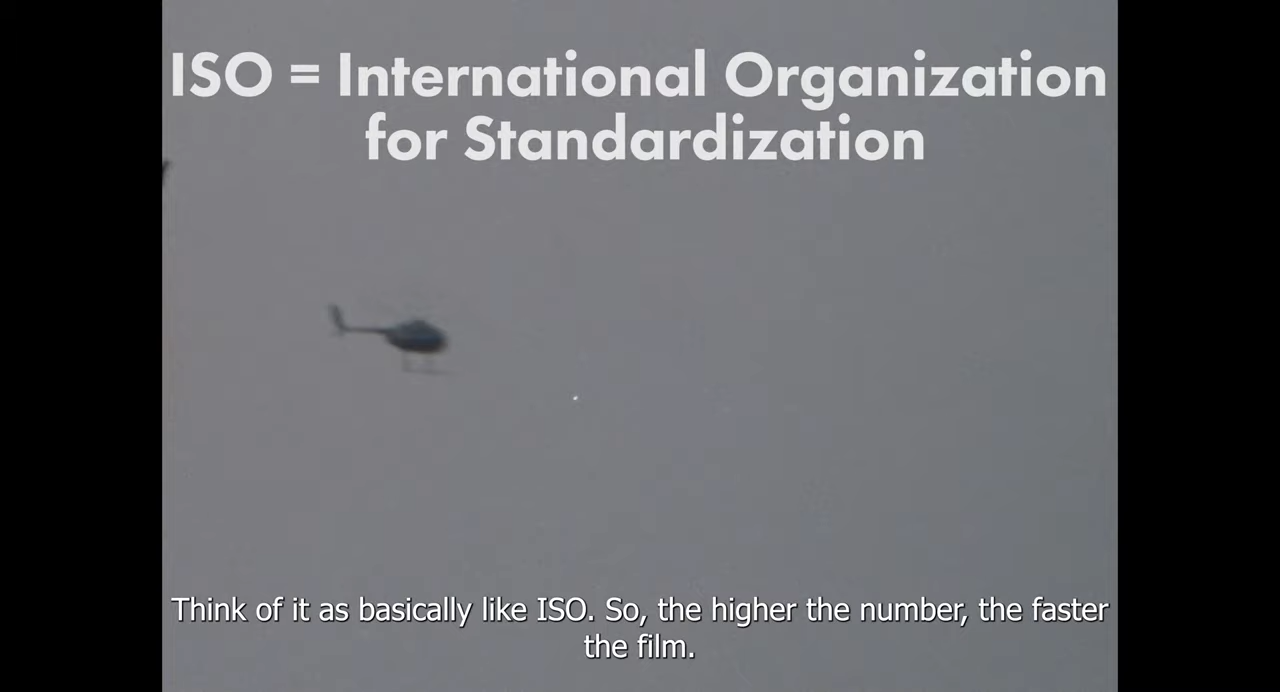 ISO = International Organization
for Standardization
Think of it as basically like ISO. So, the higher the number, the faster
the film.